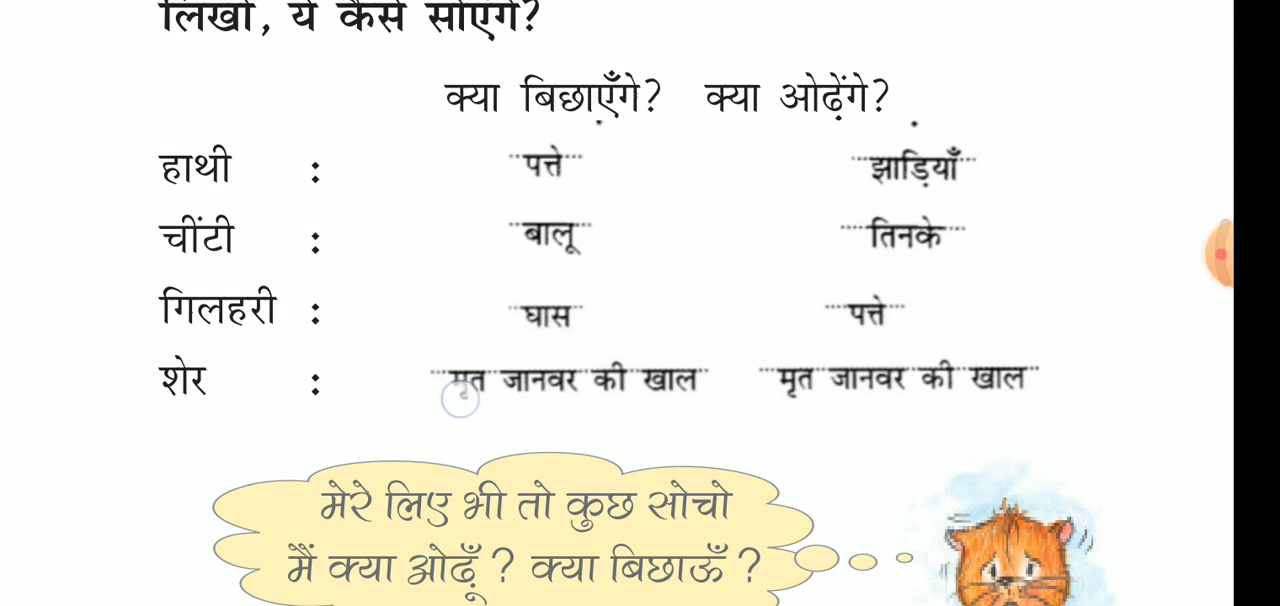 लिखो, ये कैसे सोएँगे?
क्या बिछाएँगे? क्या ओढ़ेंगे?
हाथी : पत्ते झाड़ियाँ
चींटी : बालू तिनके
गिलहरी : घास पत्ते
शेर : मृत जानवर की खाल मृत जानवर की खाल
मेरे लिए भी तो कुछ सोचो
मैं क्या ओढ़ूँ ? क्या बिछाऊँ ?